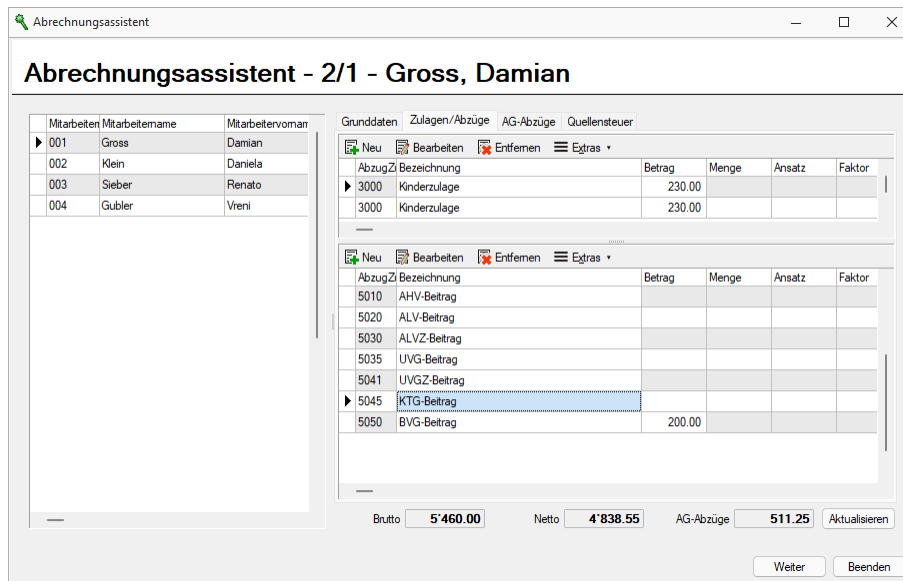 Abrechnungsassistent
Abrechnungsassistent - 2/1 - Gross, Damian
Mitarbeiten Mitarbeitername Mitarbeitervornam
001 Gross Damian
002 Klein Daniela
003 Sieber Renato
004 Gubler Vreni
Grunddaten Zulagen/Abzüge AG-Abzüge Quellensteuer
Neu Bearbeiten Entfernen Extras
AbzugZ Bezeichnung Betrag Menge Ansatz Faktor
3000 Kinderzulage 230.00
3000 Kinderzulage 230.00
Neu Bearbeiten Entfernen Extras
AbzugZ Bezeichnung Betrag Menge Ansatz Faktor
5010 AHV-Beitrag
5020 ALV-Beitrag
5030 ALVZ-Beitrag
5035 UVG-Beitrag
5041 UVGZ-Beitrag
5045 KTG-Beitrag
5050 BVG-Beitrag 200.00
Brutto 5'460.00 Netto 4'838.55 AG-Abzüge 511.25 Aktualisieren
Weiter Beenden